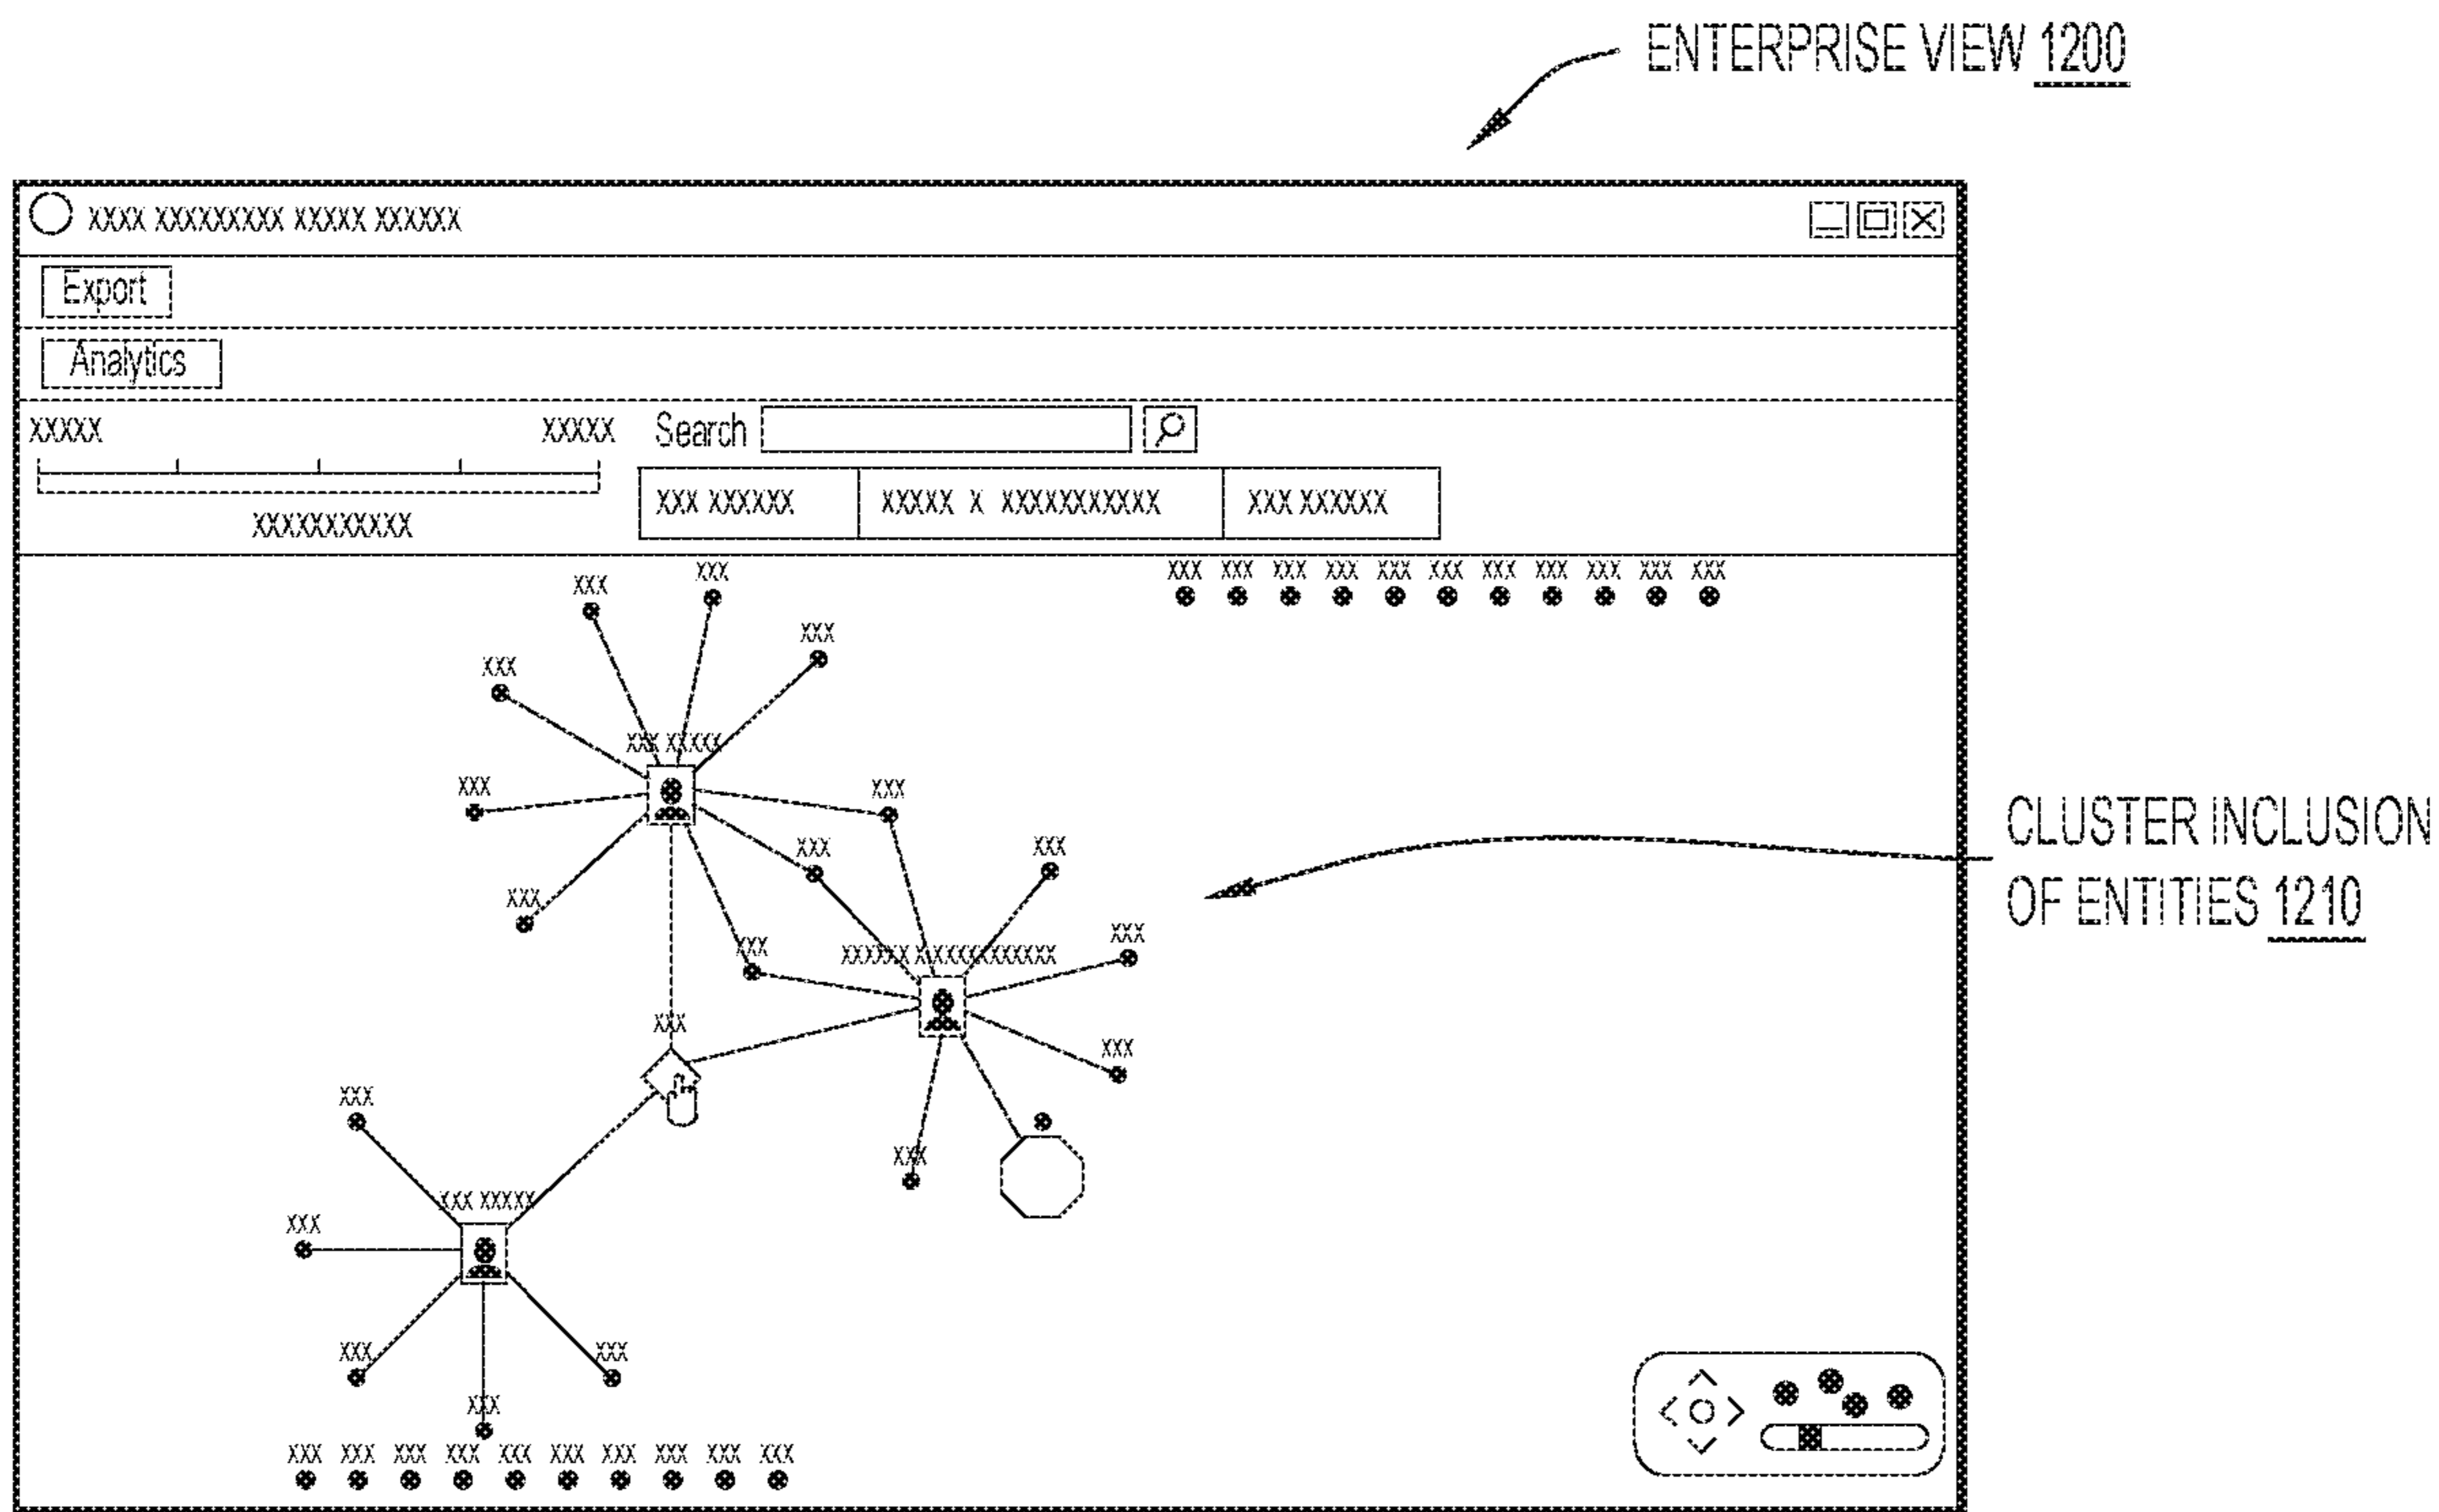 ENTERPRISE VIEW 1200
XXXX XXXXXXXXX XXXXX XXXXXX
Export
Analytics
XXXXX XXXXX Search
XXX XXXXXX XXXXX X XXXXXXXXXXX XXX XXXXXX
XXXXXXXXXXX
XXX XXX XXX XXX XXX XXX XXX XXX XXX XXX XXX
XXX
XXX
XXX
XXX
XXX XXXXX
XXX
XXX
XXX
XXX
CLUSTER INCLUSION
OF ENTITIES 1210
XXX
XXX
XXX
XXXXXX XXXXXXXXXXXXX
XXX
XXX
XXX
XXX
XXX
XXX XXXXX
XXX
XXX
XXX
XXX
XXX XXX XXX XXX XXX XXX XXX XXX XXX XXX